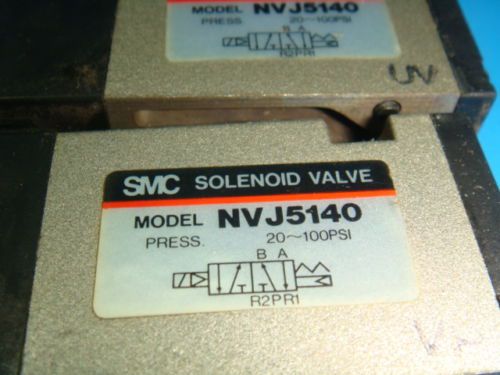 MODEL NVJ5140
PRESS 20~100PSI
B A
R2PR1
UV
SMC SOLENOID VALVE
MODEL NVJ5140
PRESS. 20~100PSI
B A
R2PR1